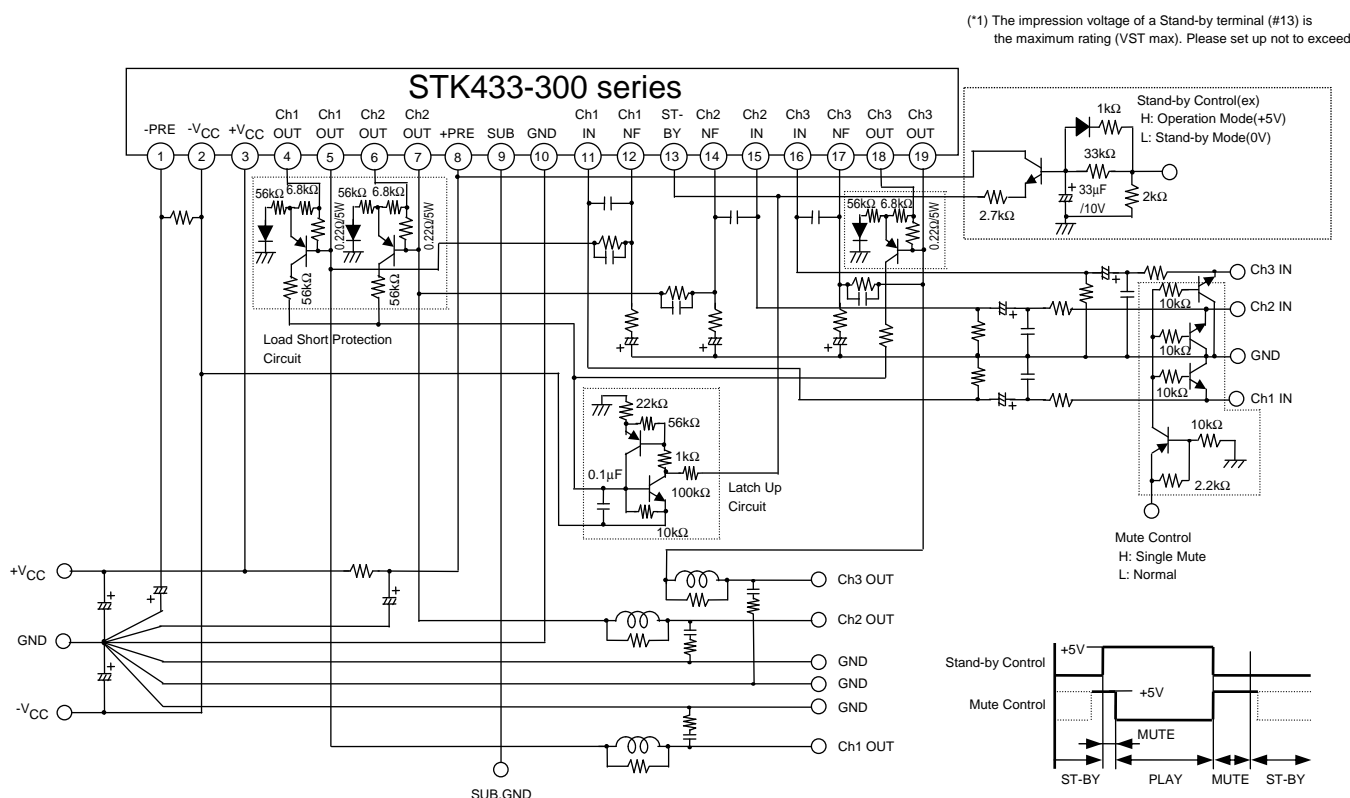 (*1) The impression voltage of a Stand-by terminal (#13) is
the maximum rating (VST max). Please set up not to exceed
STK433-300 series
-PRE -VCC +VCC Ch1 OUT Ch1 OUT Ch2 OUT Ch2 OUT +PRE SUB GND Ch1 IN Ch1 NF ST-BY Ch2 NF Ch2 IN Ch3 IN Ch3 NF Ch3 OUT Ch3 OUT
1 2 3 4 5 6 7 8 9 10 11 12 13 14 15 16 17 18 19
Stand-by Control(ex)
H: Operation Mode(+5V)
L: Stand-by Mode(0V)
1kΩ
33kΩ
33μF
/10V
2kΩ
2.7kΩ
56kΩ 6.8kΩ
0.22Ω/5W
56kΩ
56kΩ 6.8kΩ
0.22Ω/5W
56kΩ
Load Short Protection
Circuit
56kΩ 6.8kΩ
0.22Ω/5W
22kΩ
56kΩ
1kΩ
0.1μF
100kΩ
10kΩ
Latch Up
Circuit
Ch3 IN
10kΩ
Ch2 IN
10kΩ
GND
10kΩ
Ch1 IN
10kΩ
2.2kΩ
Mute Control
H: Single Mute
L: Normal
+VCC
GND
-VCC
Ch3 OUT
Ch2 OUT
GND
GND
GND
Ch1 OUT
SUB.GND
Stand-by Control
+5V
Mute Control
+5V
MUTE
ST-BY PLAY MUTE ST-BY